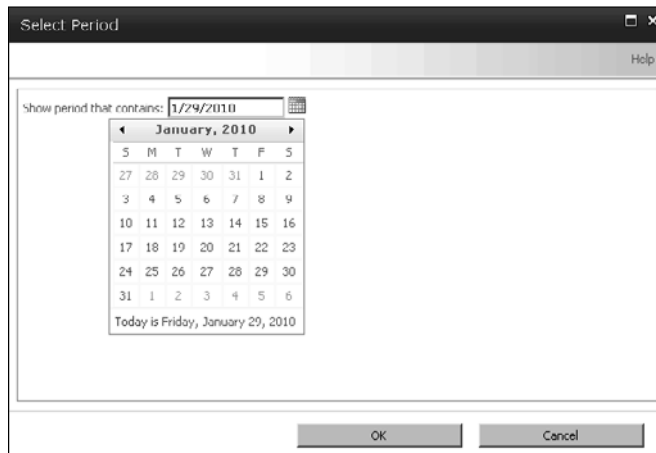 Select Period
Help
Show period that contains: 1/29/2010
January, 2010
S M T W T F S
27 28 29 30 31 1 2
3 4 5 6 7 8 9
10 11 12 13 14 15 16
17 18 19 20 21 22 23
24 25 26 27 28 29 30
31 1 2 3 4 5 6
Today is Friday, January 29, 2010
OK Cancel